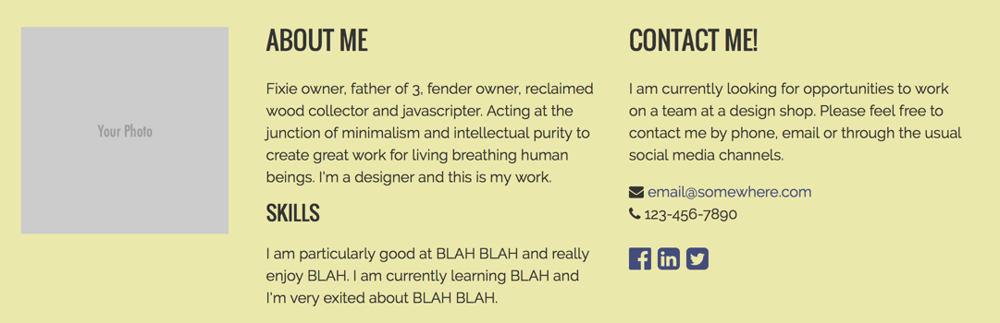 Your Photo
ABOUT ME
Fixie owner, father of 3, fender owner, reclaimed
wood collector and javascripter. Acting at the
junction of minimalism and intellectual purity to
create great work for living breathing human
beings. I'm a designer and this is my work.
SKILLS
I am particularly good at BLAH BLAH and really
enjoy BLAH. I am currently learning BLAH and
I'm very exited about BLAH BLAH.
CONTACT ME!
I am currently looking for opportunities to work
on a team at a design shop. Please feel free to
contact me by phone, email or through the usual
social media channels.
email@somewhere.com
123-456-7890